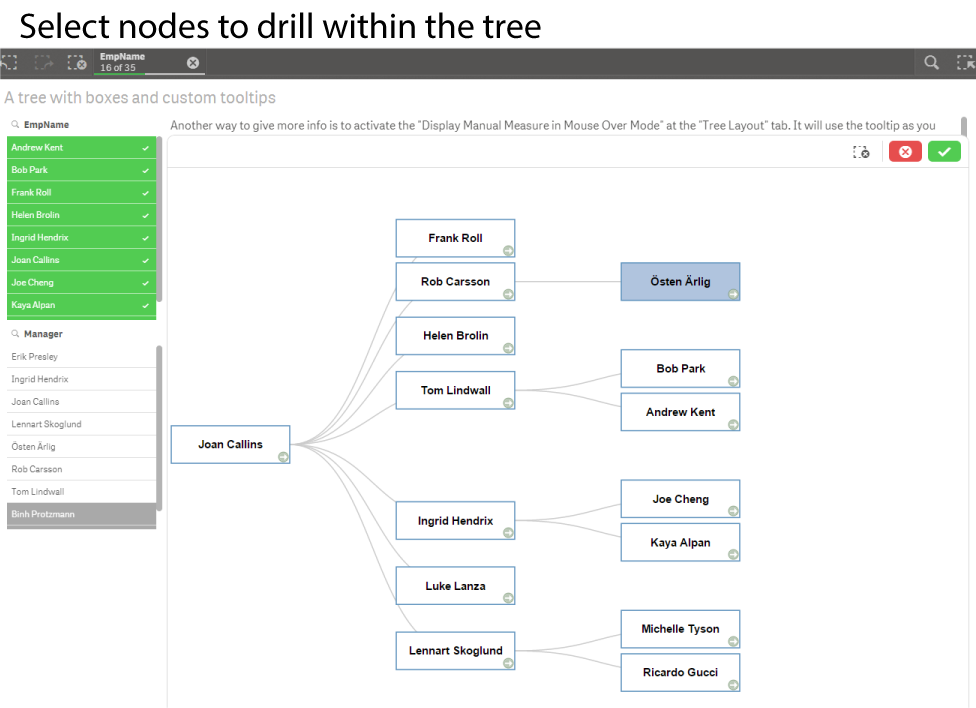 Select nodes to drill within the tree
EmpName
16 of 35
A tree with boxes and custom tooltips
EmpName
Another way to give more info is to activate the "Display Manual Measure in Mouse Over Mode" at the "Tree Layout" tab. It will use the tooltip as you
Andrew Kent
Bob Park
Frank Roll
Helen Brolin
Ingrid Hendrix
Joan Callins
Joe Cheng
Kaya Alpan
Manager
Erik Presley
Ingrid Hendrix
Joan Callins
Lennart Skoglund
Östen Ärlig
Rob Carsson
Tom Lindwall
Binh Protzmann
Joan Callins
Frank Roll
Rob Carsson
Helen Brolin
Tom Lindwall
Ingrid Hendrix
Luke Lanza
Lennart Skoglund
Östen Ärlig
Bob Park
Andrew Kent
Joe Cheng
Kaya Alpan
Michelle Tyson
Ricardo Gucci